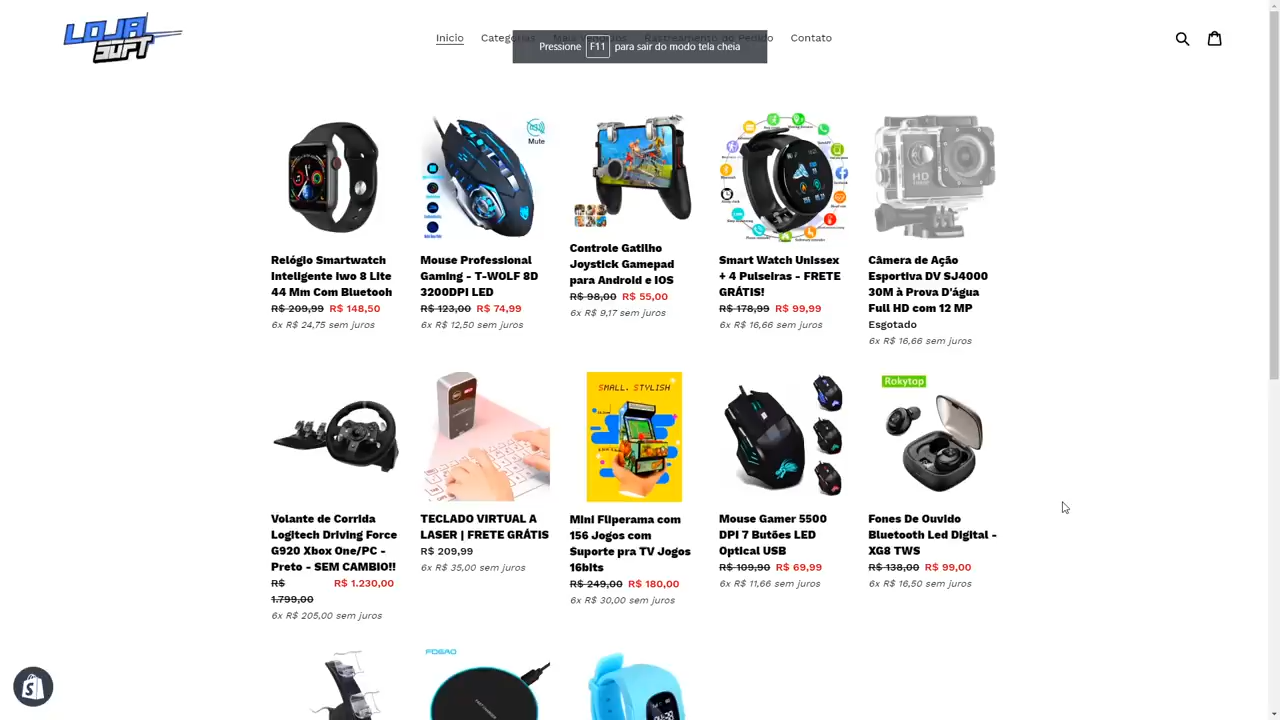 LOJA
SUFT
Inicio
Categorias
Mais Vendidos
Rastreamento do Pedido
Contato
Pressione F11 para sair do modo tela cheia
Mute
HD
Relógio Smartwatch
Inteligente Iwo 8 Lite
44 Mm Com Bluetooh
R$ 209,99 R$ 148,50
6x R$ 24,75 sem juros
Mouse Professional
Gaming - T-WOLF 8D
3200DPI LED
R$ 123,00 R$ 74,99
6x R$ 12,50 sem juros
Controle Gatilho
Joystick Gamepad
para Android e IOS
R$ 98,00 R$ 55,00
6x R$ 9,17 sem juros
Smart Watch Unissex
+ 4 Pulseiras - FRETE
GRÁTIS!
R$ 178,99 R$ 99,99
6x R$ 16,66 sem juros
Câmera de Ação
Esportiva DV SJ4000
30M à Prova D'água
Full HD com 12 MP
Esgotado
6x R$ 16,66 sem juros
SMALL. STYLISH
Rokytop
Volante de Corrida
Logitech Driving Force
G920 Xbox One/PC -
Preto - SEM CAMBIO!!
R$ 1.799,00 R$ 1.230,00
6x R$ 205,00 sem juros
TECLADO VIRTUAL A
LASER | FRETE GRÁTIS
R$ 209,99
6x R$ 35,00 sem juros
Mini Fliperama com
156 Jogos com
Suporte pra TV Jogos
16bits
R$ 249,00 R$ 180,00
6x R$ 30,00 sem juros
Mouse Gamer 5500
DPI 7 Butões LED
Optical USB
R$ 109,90 R$ 69,99
6x R$ 11,66 sem juros
Fones De Ouvido
Bluetooth Led Digital -
XG8 TWS
R$ 138,00 R$ 99,00
6x R$ 16,50 sem juros
FDGAO